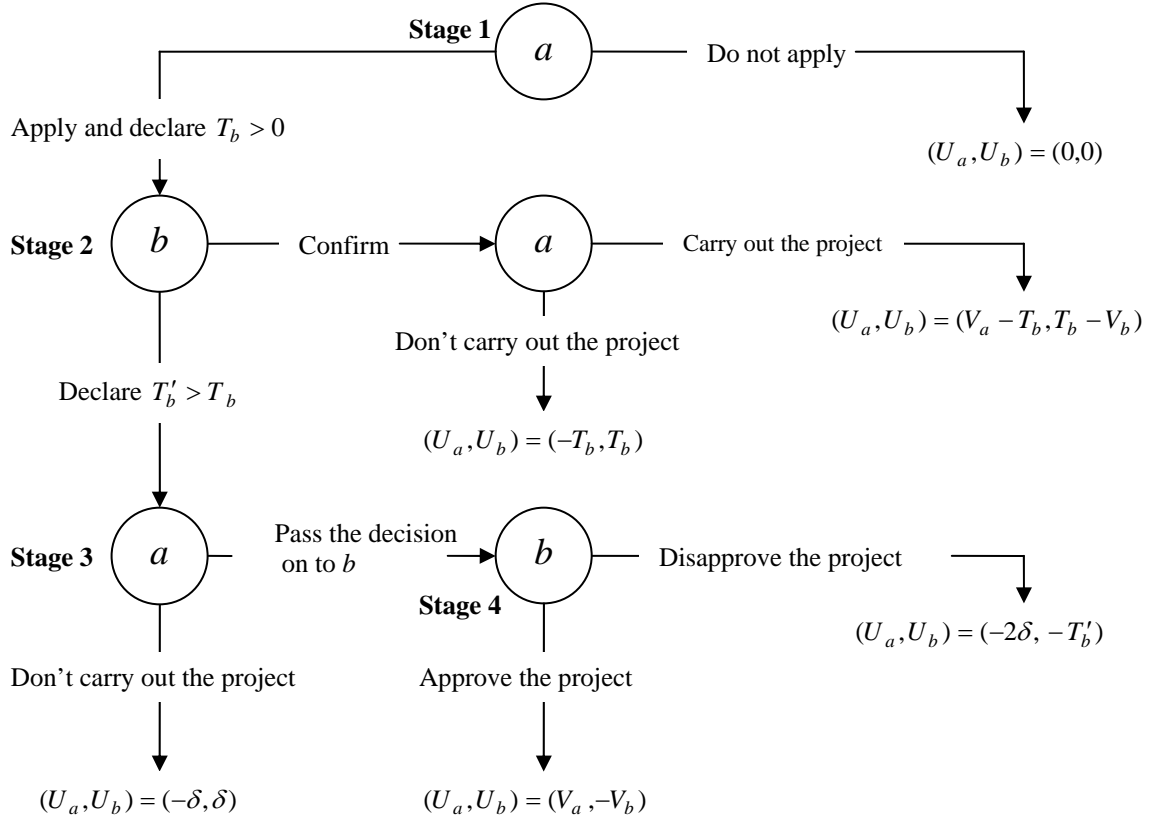 Stage 1
a
Do not apply
Apply and declare T_b > 0
(U_a, U_b) = (0,0)
Stage 2
b
Confirm
a
Carry out the project
(U_a, U_b) = (V_a − T_b, T_b − V_b)
Don't carry out the project
Declare T′_b > T_b
(U_a, U_b) = (−T_b, T_b)
Stage 3
a
Pass the decision
on to b
b
Disapprove the project
Stage 4
(U_a, U_b) = (−2δ, −T′_b)
Don't carry out the project
Approve the project
(U_a, U_b) = (−δ, δ)
(U_a, U_b) = (V_a, −V_b)